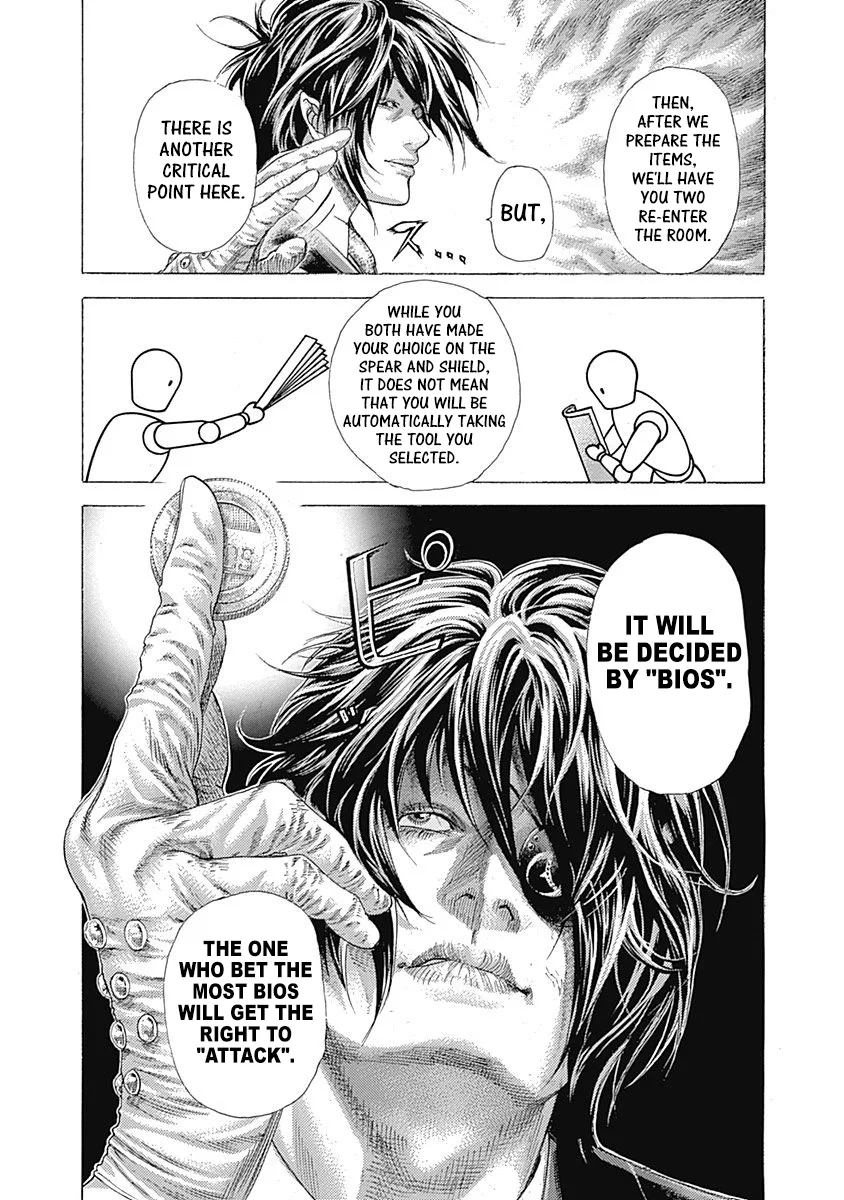 THEN,
AFTER WE
PREPARE THE
ITEMS,
WE'LL HAVE
YOU TWO
RE-ENTER
THE ROOM.
BUT,
ズ
THERE IS
ANOTHER
CRITICAL
POINT HERE.
WHILE YOU
BOTH HAVE MADE
YOUR CHOICE ON THE
SPEAR AND SHIELD,
IT DOES NOT MEAN
THAT YOU WILL BE
AUTOMATICALLY TAKING
THE TOOL YOU
SELECTED.
IT WILL
BE DECIDED
BY "BIOS".
ピ
THE ONE
WHO BET THE
MOST BIOS
WILL GET THE
RIGHT TO
"ATTACK".